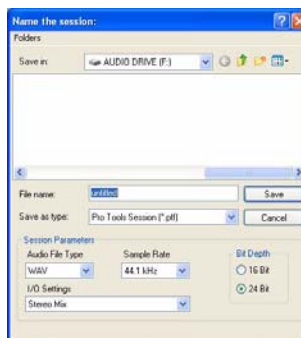 Name the session:
Folders
Save in: AUDIO DRIVE (F:)
File name: untitled Save
Save as type: Pro Tools Session (*.ptf) Cancel
Session Parameters
Audio File Type Sample Rate Bit Depth
WAV 44.1 kHz 16 Bit
I/O Settings 24 Bit
Stereo Mix